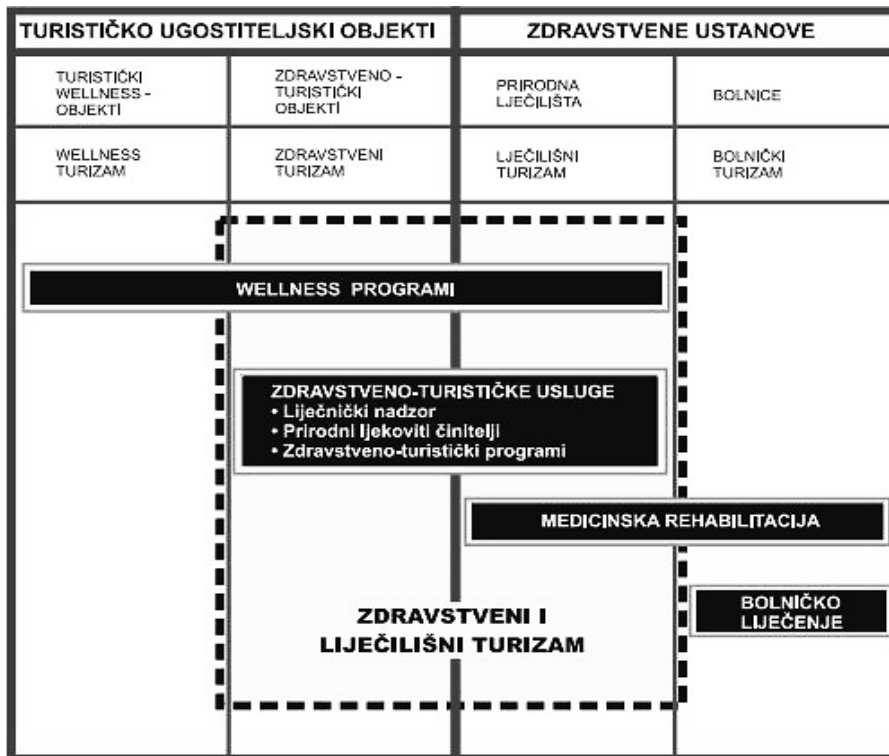 TURISTIČKO UGOSTITELJSKI OBJEKTI
ZDRAVSTVENE USTANOVE
TURISTIČKI
WELLNESS -
OBJEKTI
ZDRAVSTVENO -
TURISTIČKI
OBJEKTI
PRIRODNA
LJEČILIŠTA
BOLNICE
WELLNESS
TURIZAM
ZDRAVSTVENI
TURIZAM
LJEČILIŠNI
TURIZAM
BOLNIČKI
TURIZAM
WELLNESS PROGRAMI
ZDRAVSTVENO-TURISTIČKE USLUGE
• Liječnički nadzor
• Prirodni ljekoviti činitelji
• Zdravstveno-turistički programi
MEDICINSKA REHABILITACIJA
BOLNIČKO
LIJEČENJE
ZDRAVSTVENI I
LIJEČILIŠNI TURIZAM